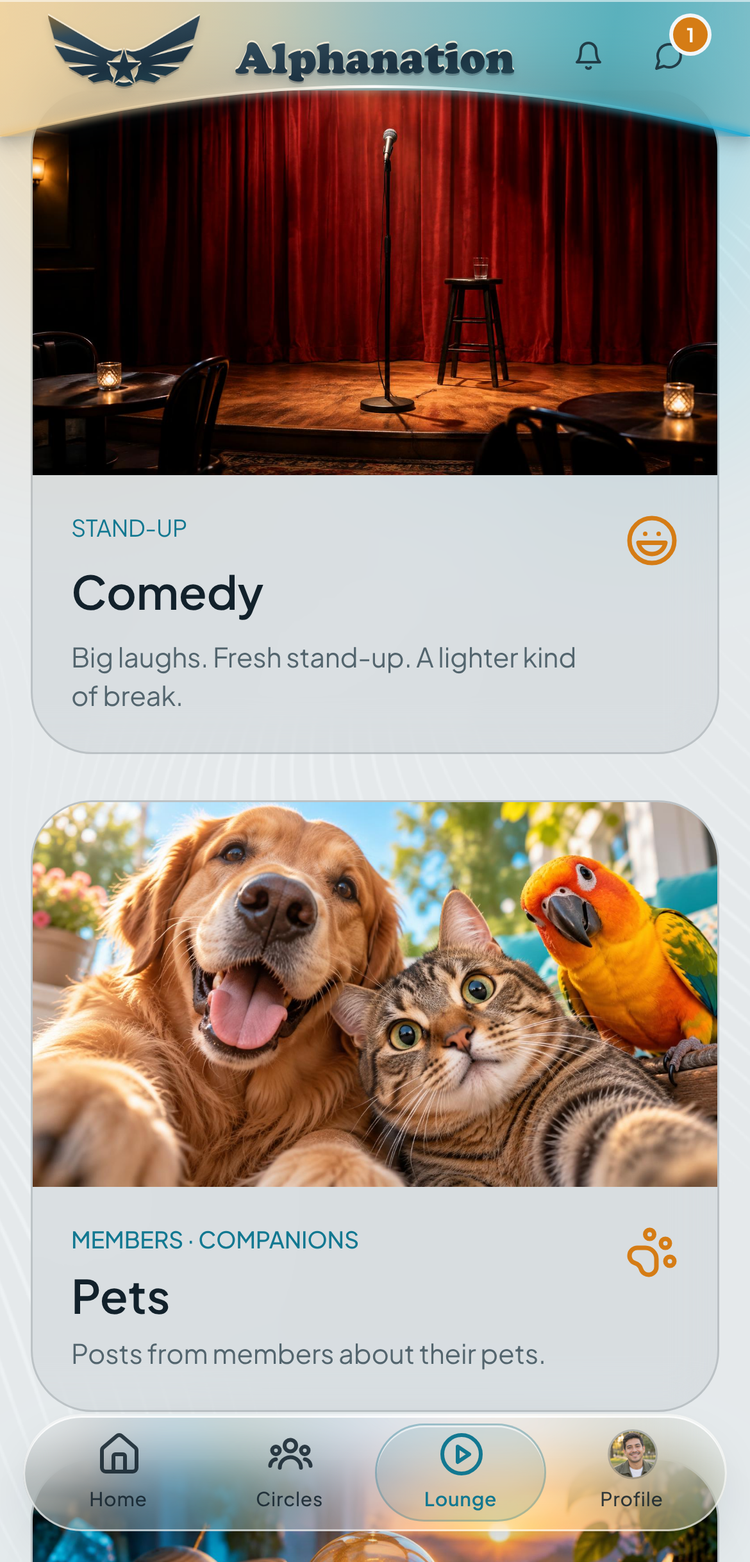 Alphanation
1
STAND-UP
Comedy
Big laughs. Fresh stand-up. A lighter kind
of break.
MEMBERS · COMPANIONS
Pets
Posts from members about their pets.
Home
Circles
Lounge
Profile